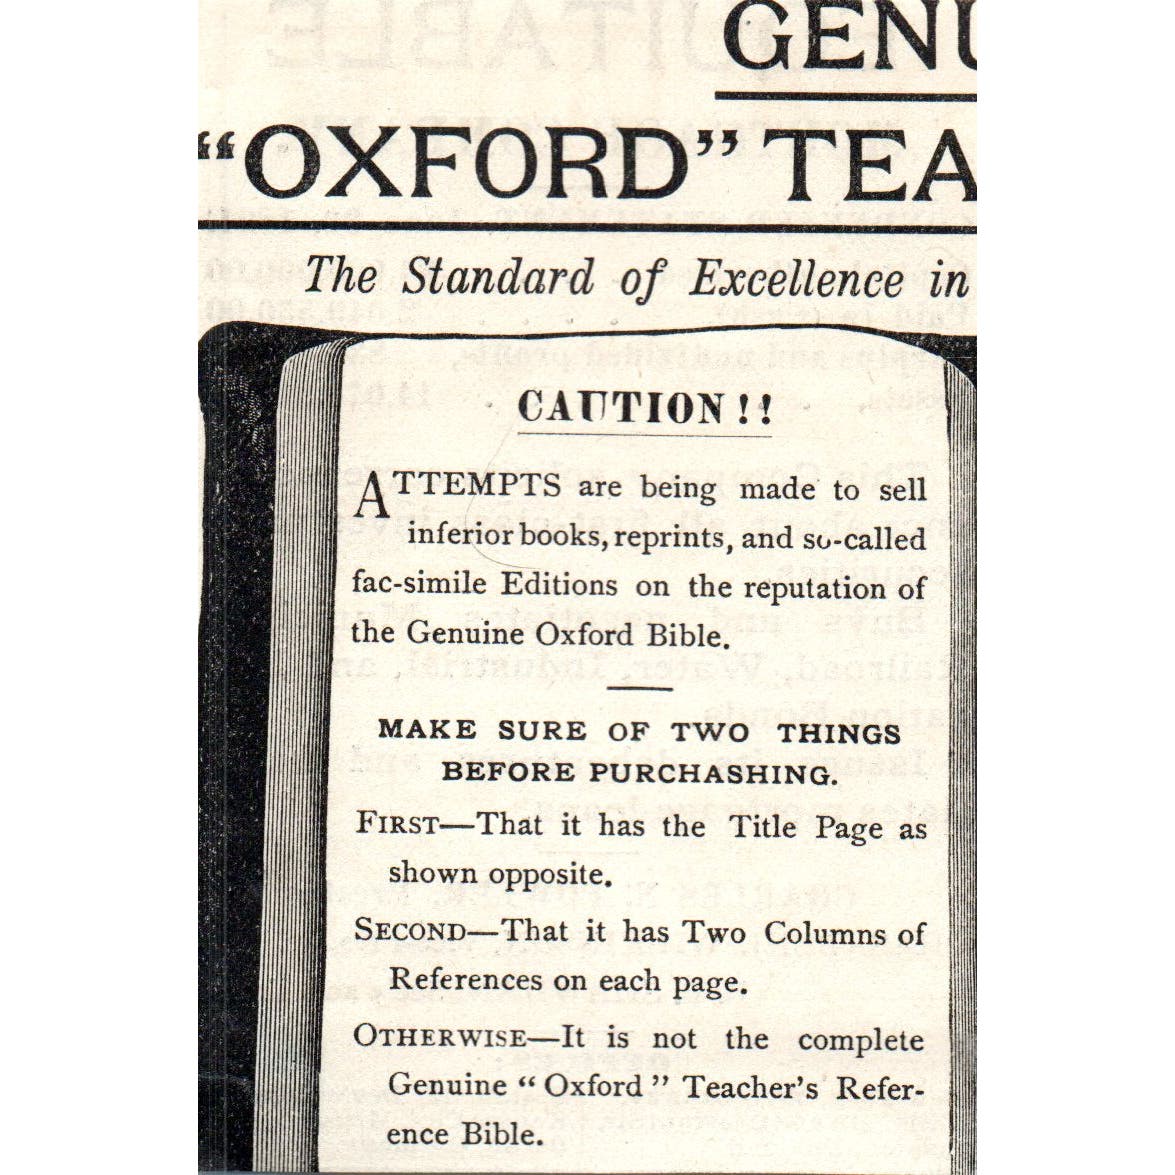 GENU
“OXFORD” TEA
The Standard of Excellence in
CAUTION!!
ATTEMPTS are being made to sell
inferior books, reprints, and so-called
fac-simile Editions on the reputation of
the Genuine Oxford Bible.
MAKE SURE OF TWO THINGS
BEFORE PURCHASHING.
FIRST—That it has the Title Page as
shown opposite.
SECOND—That it has Two Columns of
References on each page.
OTHERWISE—It is not the complete
Genuine “Oxford” Teacher's Refer-
ence Bible.